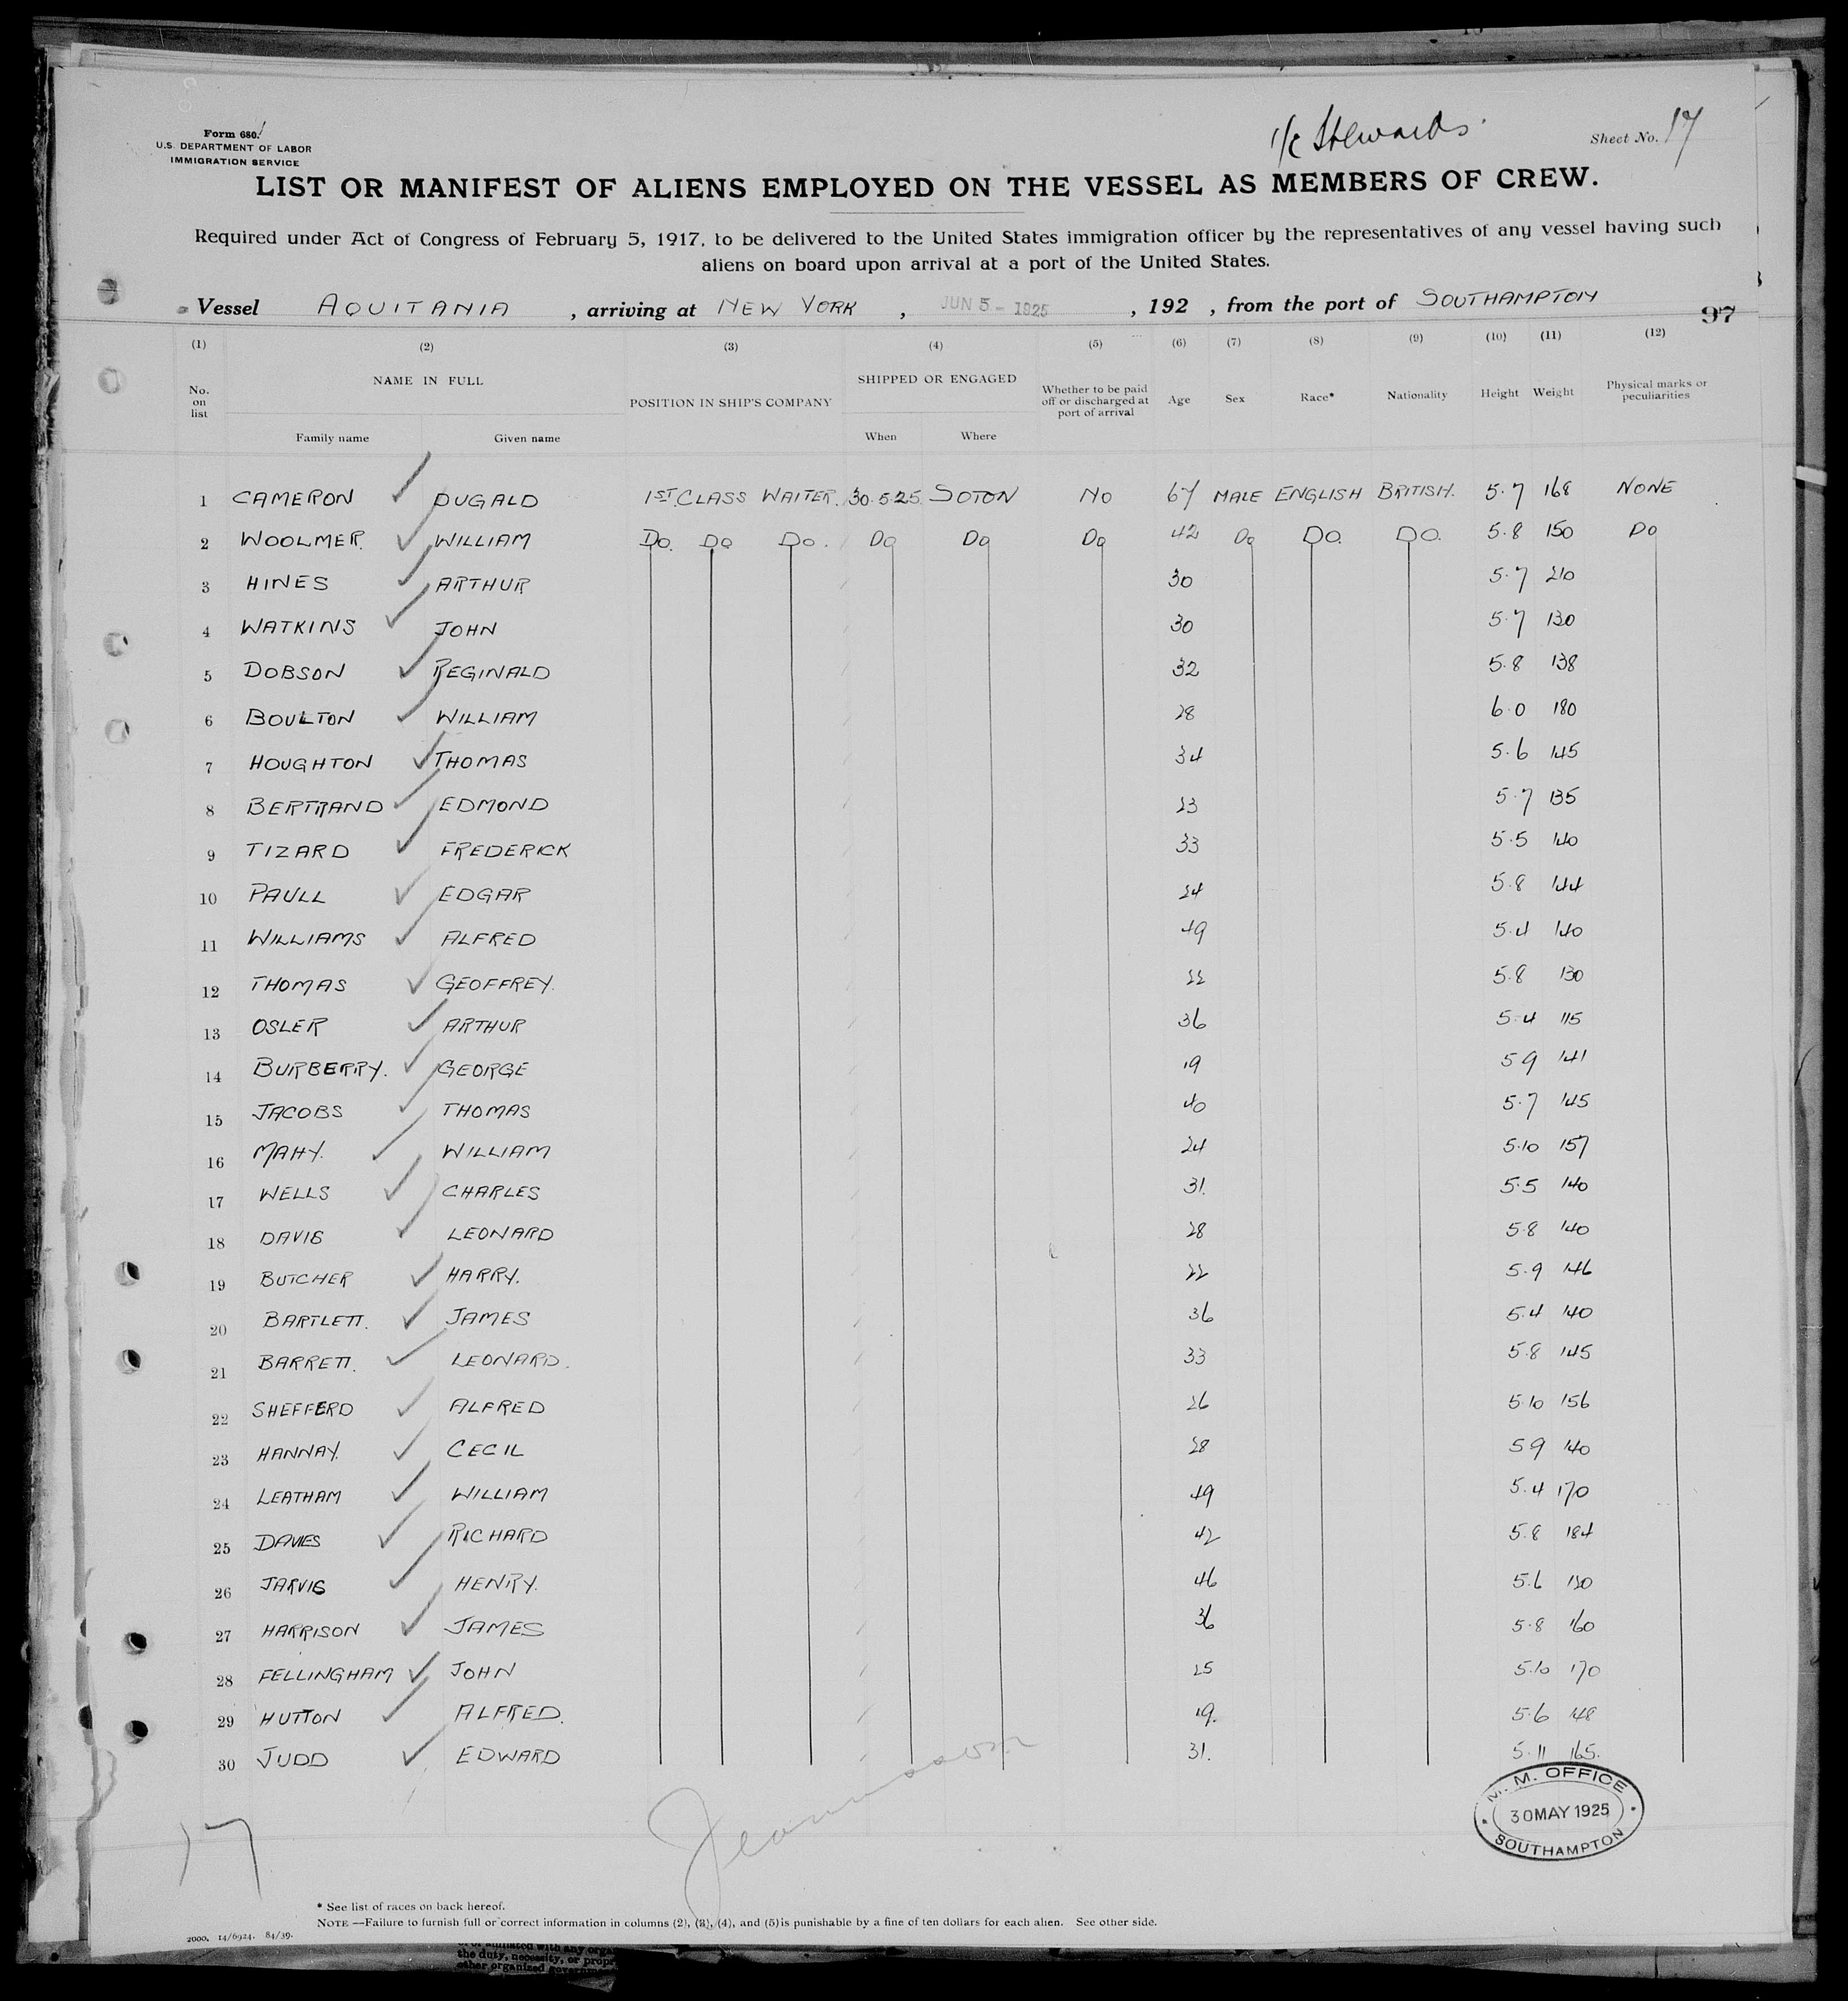 Form 680.
U.S. DEPARTMENT OF LABOR
IMMIGRATION SERVICE
1/c Stewards
Sheet No. 17
LIST OR MANIFEST OF ALIENS EMPLOYED ON THE VESSEL AS MEMBERS OF CREW.
Required under Act of Congress of February 5, 1917, to be delivered to the United States immigration officer by the representatives of any vessel having such
aliens on board upon arrival at a port of the United States.
Vessel AQUITANIA, arriving at NEW YORK, JUN 5 - 1925, 192 , from the port of SOUTHAMPTON
97
(1) (2) (3) (4) (5) (6) (7) (8) (9) (10) (11) (12)
No. on list
NAME IN FULL
Family name Given name
POSITION IN SHIP'S COMPANY
SHIPPED OR ENGAGED
When Where
Whether to be paid off or discharged at port of arrival
Age Sex Race* Nationality Height Weight
Physical marks or peculiarities
1 CAMERON DUGALD 1ST CLASS WAITER. 30.5.25 SOTON NO 67 MALE ENGLISH BRITISH. 5.7 168 NONE
2 WOOLMER. WILLIAM DO. DO DO. DO DO DO 42 DO DO. DO. 5.8 150 DO
3 HINES ARTHUR 30 5.7 210
4 WATKINS JOHN 30 5.7 130
5 DOBSON REGINALD 32 5.8 138
6 BOULTON WILLIAM 28 6.0 180
7 HOUGHTON THOMAS 34 5.6 145
8 BERTRAND EDMOND 23 5.7 135
9 TIZARD FREDERICK 33 5.5 140
10 PAULL EDGAR 24 5.8 144
11 WILLIAMS ALFRED 49 5.4 140
12 THOMAS GEOFFREY. 22 5.8 130
13 OSLER ARTHUR 36 5.4 115
14 BURBERRY. GEORGE 19 5 9 141
15 JACOBS THOMAS 40 5.7 145
16 MAHY. WILLIAM 24 5.10 157
17 WELLS CHARLES 31. 5.5 140
18 DAVIS LEONARD 28 5.8 140
19 BUTCHER HARRY. 22 5.9 146
20 BARTLETT. JAMES 36 5.4 140
21 BARRETT. LEONARD. 33 5.8 145
22 SHEFFERD ALFRED 26 5.10 156
23 HANNAY. CECIL 28 5 9 140
24 LEATHAM WILLIAM 49 5.4 170
25 DAVIES RICHARD 42 5.8 184
26 JARVIS HENRY. 46 5.6
27 HARRISON JAMES 36 5.8 160
28 FELLINGHAM JOHN 25 5.10 170
29 HUTTON ALFRED. 19. 5.6 148
30 JUDD EDWARD 31. 5.11 165.
M. M. OFFICE
30 MAY 1925
SOUTHAMPTON
17
* See list of races on back hereof.
NOTE —Failure to furnish full or correct information in columns (2), (3), (4), and (5) is punishable by a fine of ten dollars for each alien. See other side.
2000. 14/6924. 84/39.
the duty, necessity, or